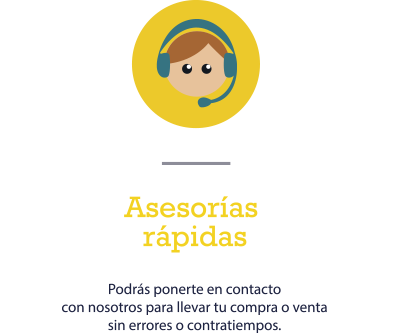 Asesorías
rápidas
Podrás ponerte en contacto
con nosotros para llevar tu compra o venta
sin errores o contratiempos.